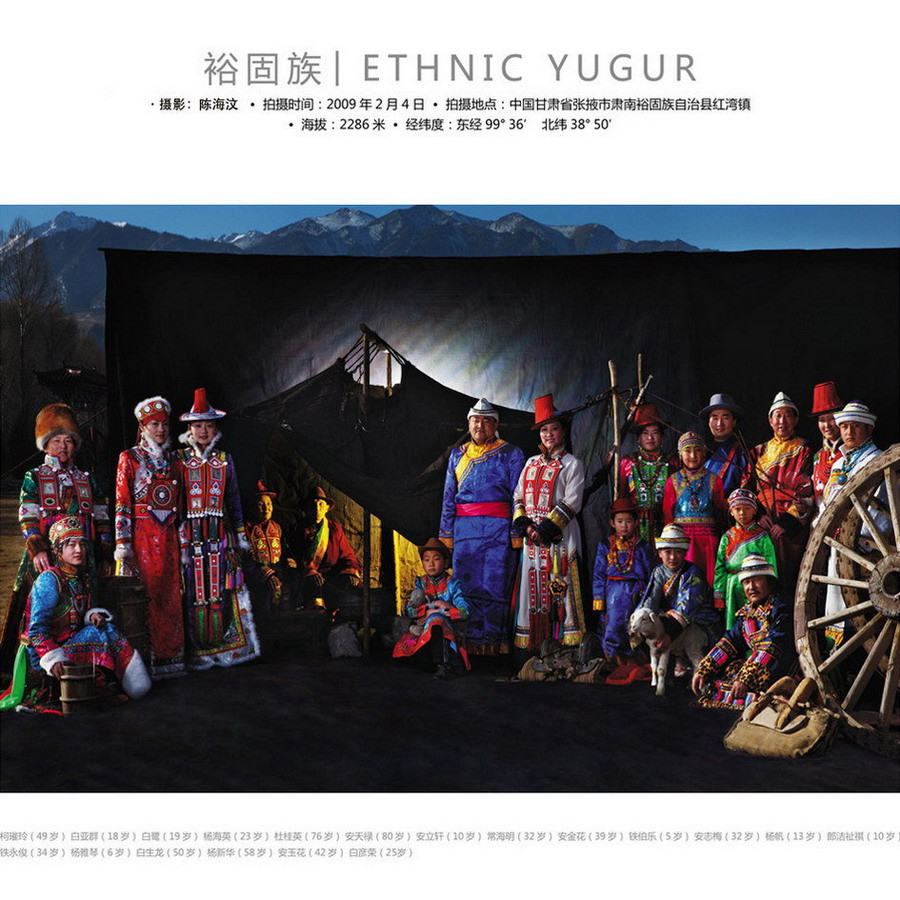 裕固族| ETHNIC YUGUR
· 摄影：陈海汶 • 拍摄时间：2009 年 2 月 4 日 • 拍摄地点：中国甘肃省张掖市肃南裕固族自治县红湾镇
• 海拔：2286 米 • 经纬度：东经 99° 36′ 北纬 38° 50′
柯璀玲（49 岁） 白亚群（18 岁） 白鹭（19 岁） 杨海英（23 岁） 杜桂英（76 岁） 安天禄（80 岁） 安立轩（10 岁） 常海明（32 岁） 安金花（39 岁） 铁伯乐（5 岁） 安志梅（32 岁） 杨帆（13 岁） 郎洁祉祺（10 岁）
铁永俊（34 岁） 杨雅琴（6 岁） 白生龙（50 岁） 杨新华（58 岁） 安玉花（42 岁） 白彦荣（25岁）